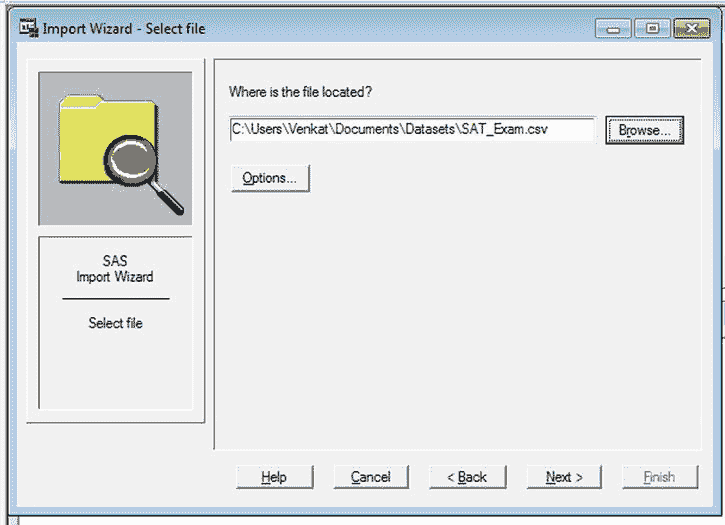 Import Wizard - Select file
Where is the file located?
C:\Users\Venkat\Documents\Datasets\SAT_Exam.csv
Browse...
Options...
SAS
Import Wizard
Select file
Help
Cancel
< Back
Next >
Finish